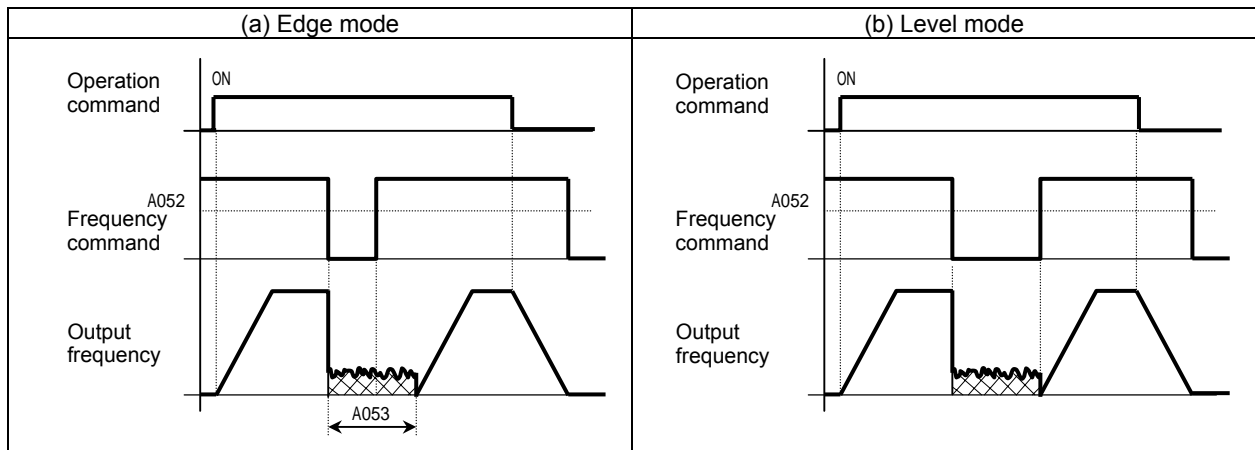 (a) Edge mode
(b) Level mode
Operation
command
ON
A052
Frequency
command
Output
frequency
A053
Operation
command
ON
A052
Frequency
command
Output
frequency